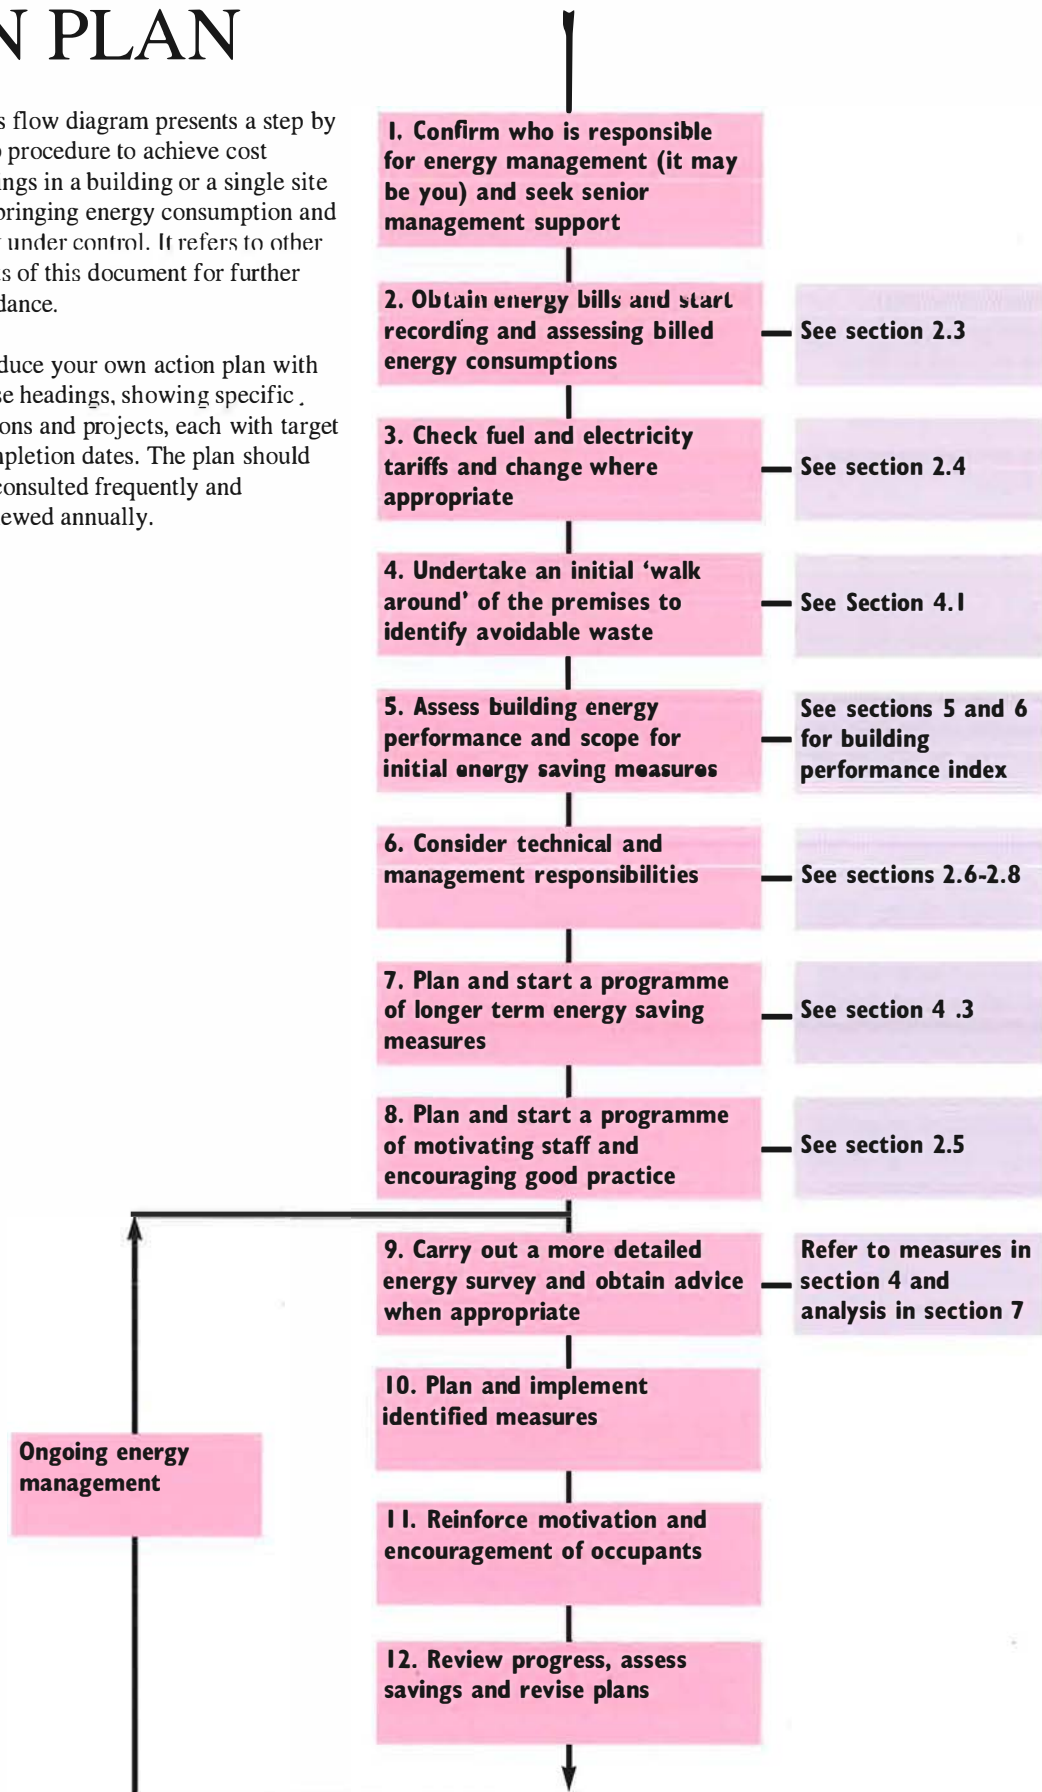 N PLAN
s flow diagram presents a step by
p procedure to achieve cost
ings in a building or a single site
bringing energy consumption and
t under control. It refers to other
ts of this document for further
dance.
duce your own action plan with
se headings, showing specific
ons and projects, each with target
mpletion dates. The plan should
consulted frequently and
iewed annually.
1. Confirm who is responsible
for energy management (it may
be you) and seek senior
management support
2. Obtain energy bills and start
recording and assessing billed
energy consumptions
See section 2.3
3. Check fuel and electricity
tariffs and change where
appropriate
See section 2.4
4. Undertake an initial ‘walk
around’ of the premises to
identify avoidable waste
See Section 4.1
5. Assess building energy
performance and scope for
initial energy saving measures
See sections 5 and 6
for building
performance index
6. Consider technical and
management responsibilities
See sections 2.6-2.8
7. Plan and start a programme
of longer term energy saving
measures
See section 4 .3
8. Plan and start a programme
of motivating staff and
encouraging good practice
See section 2.5
9. Carry out a more detailed
energy survey and obtain advice
when appropriate
Refer to measures in
section 4 and
analysis in section 7
10. Plan and implement
identified measures
Ongoing energy
management
11. Reinforce motivation and
encouragement of occupants
12. Review progress, assess
savings and revise plans